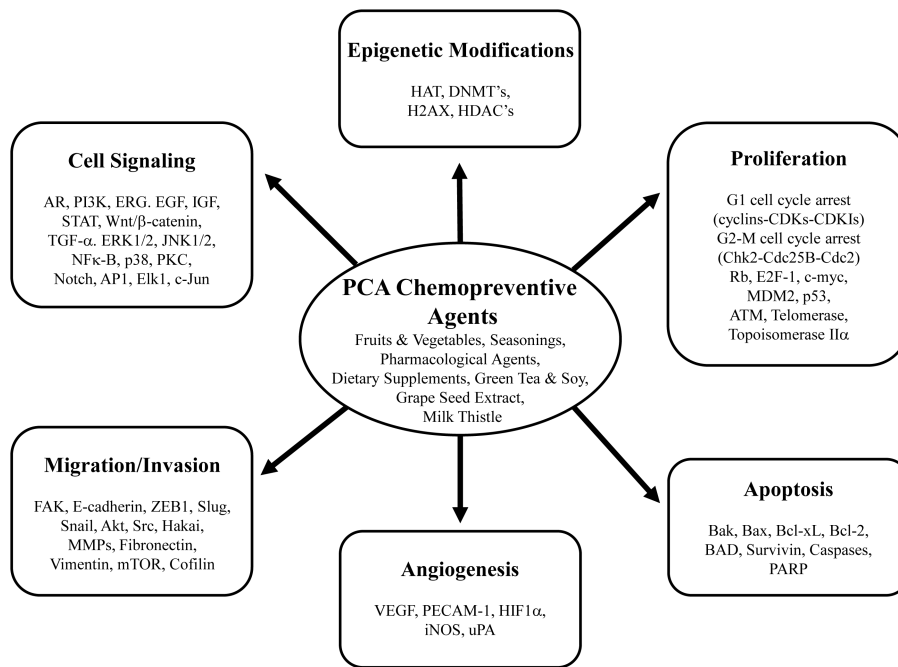 Epigenetic Modifications
HAT, DNMT’s,
H2AX, HDAC’s
Cell Signaling
AR, PI3K, ERG. EGF, IGF,
STAT, Wnt/β-catenin,
TGF-α. ERK1/2, JNK1/2,
NFκ-B, p38, PKC,
Notch, AP1, Elk1, c-Jun
Proliferation
G1 cell cycle arrest
(cyclins-CDKs-CDKIs)
G2-M cell cycle arrest
(Chk2-Cdc25B-Cdc2)
Rb, E2F-1, c-myc,
MDM2, p53,
ATM, Telomerase,
Topoisomerase IIα
PCA Chemopreventive
Agents
Fruits & Vegetables, Seasonings,
Pharmacological Agents,
Dietary Supplements, Green Tea & Soy,
Grape Seed Extract,
Milk Thistle
Migration/Invasion
FAK, E-cadherin, ZEB1, Slug,
Snail, Akt, Src, Hakai,
MMPs, Fibronectin,
Vimentin, mTOR, Cofilin
Angiogenesis
VEGF, PECAM-1, HIF1α,
iNOS, uPA
Apoptosis
Bak, Bax, Bcl-xL, Bcl-2,
BAD, Survivin, Caspases,
PARP